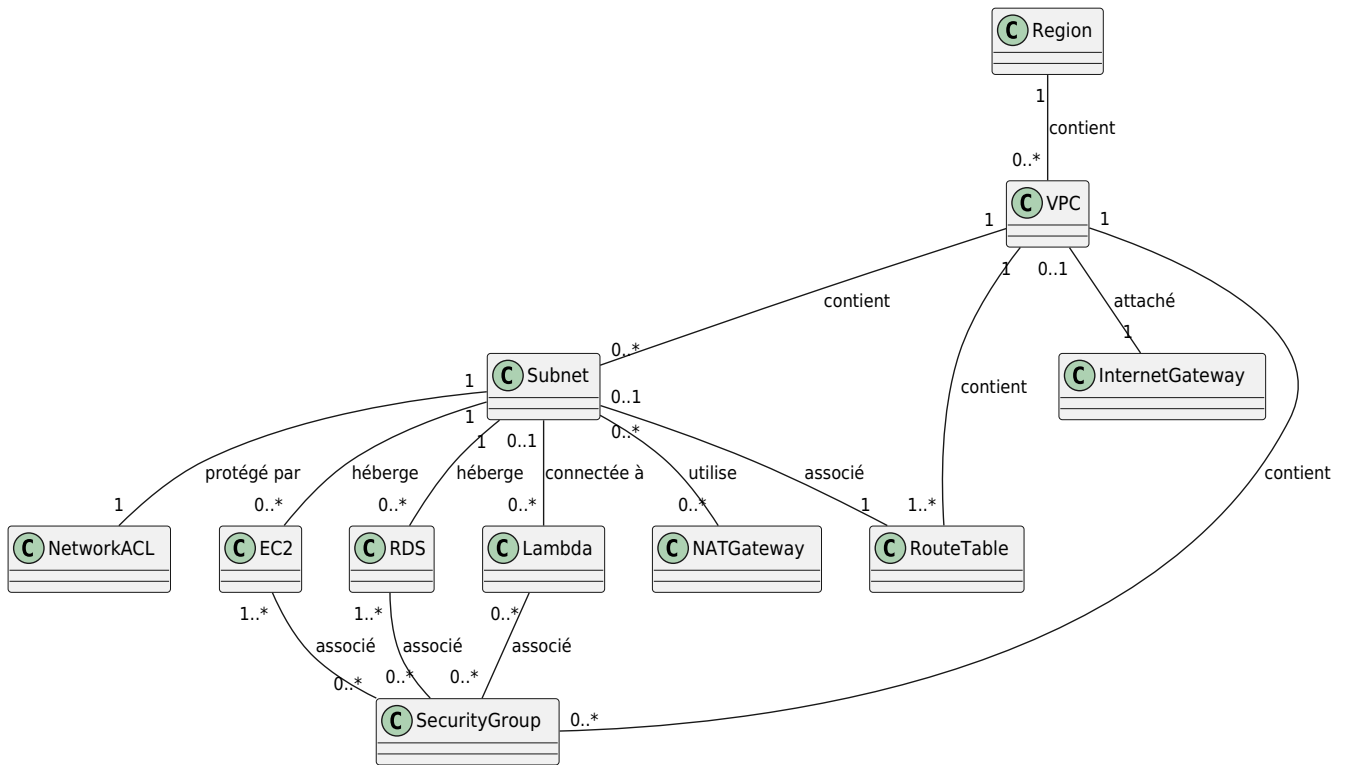 C Region
1
contient
0..*
C VPC
1
1
1
0..1
contient
attaché
1
0..*
C Subnet
C InternetGateway
1
0..1
contient
1
1
0..1
0..*
protégé par
héberge
héberge
connectée à
utilise
associé
contient
1
0..*
0..*
0..*
0..*
1
1..*
C NetworkACL
C EC2
C RDS
C Lambda
C NATGateway
C RouteTable
1..*
1..*
0..*
associé
associé
associé
0..*
0..*
0..*
C SecurityGroup
0..*